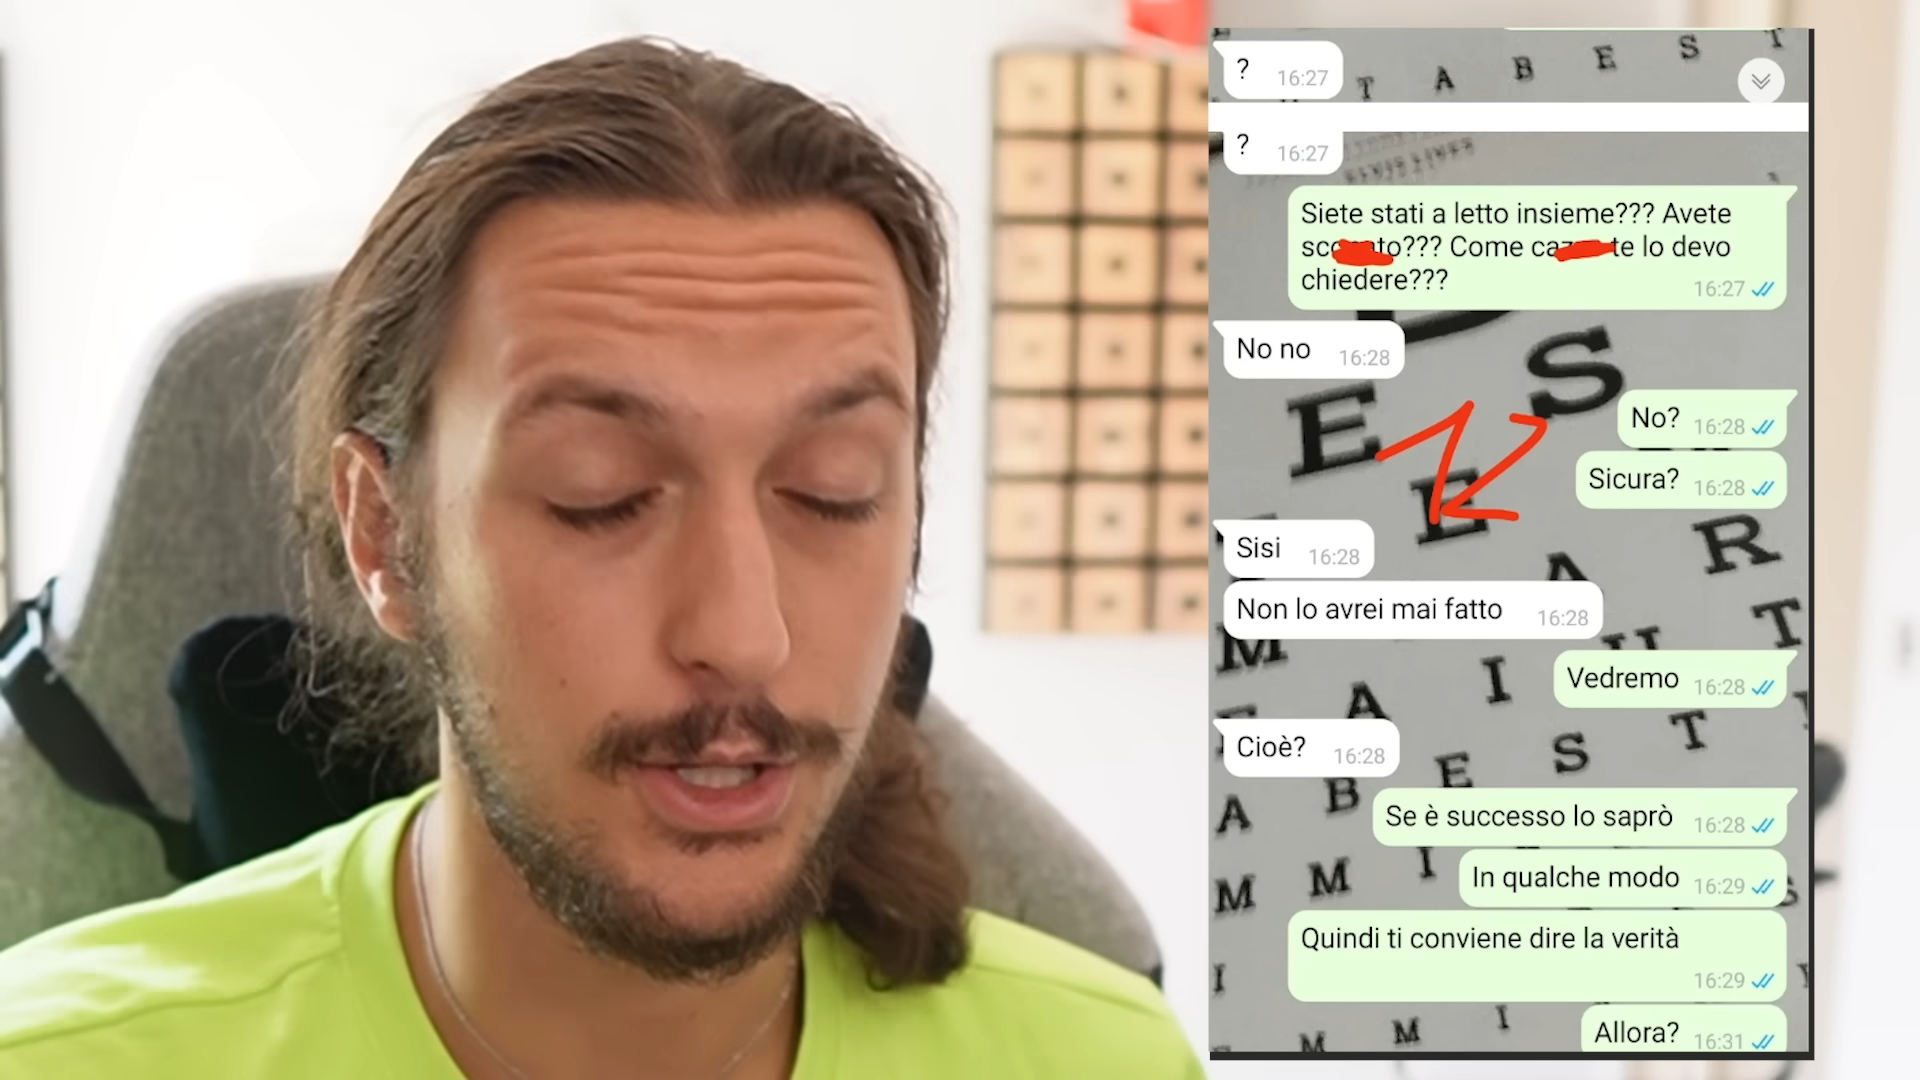 ? 16:27
? 16:27
Siete stati a letto insieme??? Avete
sc to??? Come ca te lo devo
chiedere???
16:27
No no 16:28
No? 16:28
Sicura? 16:28
Sisi 16:28
Non lo avrei mai fatto 16:28
Vedremo 16:28
Cioè? 16:28
Se è successo lo saprò 16:28
In qualche modo 16:29
Quindi ti conviene dire la verità
16:29
Allora? 16:31